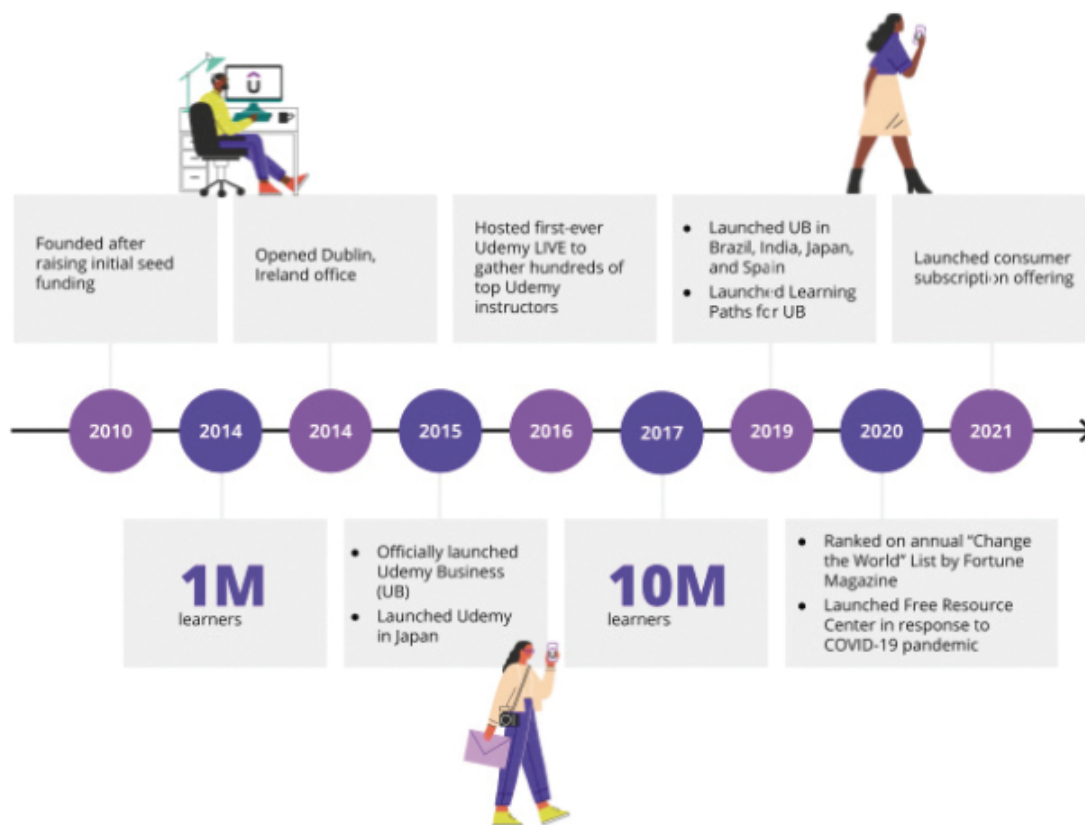 Founded after
raising initial seed
funding
Opened Dublin,
Ireland office
Hosted first-ever
Udemy LIVE to
gather hundreds of
top Udemy
instructors
● Launched UB in
Brazil, India, Japan,
and Spain
● Launched Learning
Paths for UB
Launched consumer
subscription offering
2010
2014
2014
2015
2016
2017
2019
2020
2021
1M
learners
● Officially launched
Udemy Business
(UB)
● Launched Udemy
in Japan
10M
learners
● Ranked on annual “Change
the World” List by Fortune
Magazine
● Launched Free Resource
Center in response to
COVID-19 pandemic